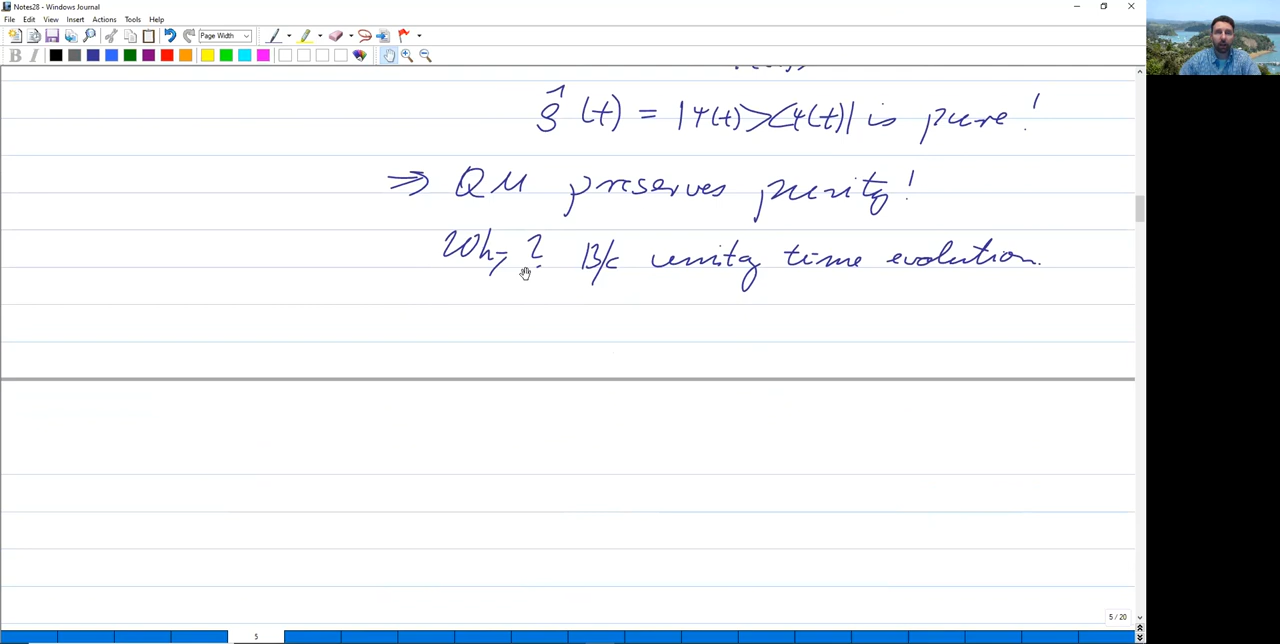 Notes28 - Windows Journal
File Edit View Insert Actions Tools Help
Page Width
B I
ρ̂(t) = |ψ(t)><ψ(t)| is pure!
⇒ QM preserves purity!
Why? B/c unitay time evolution.
5 / 20
5